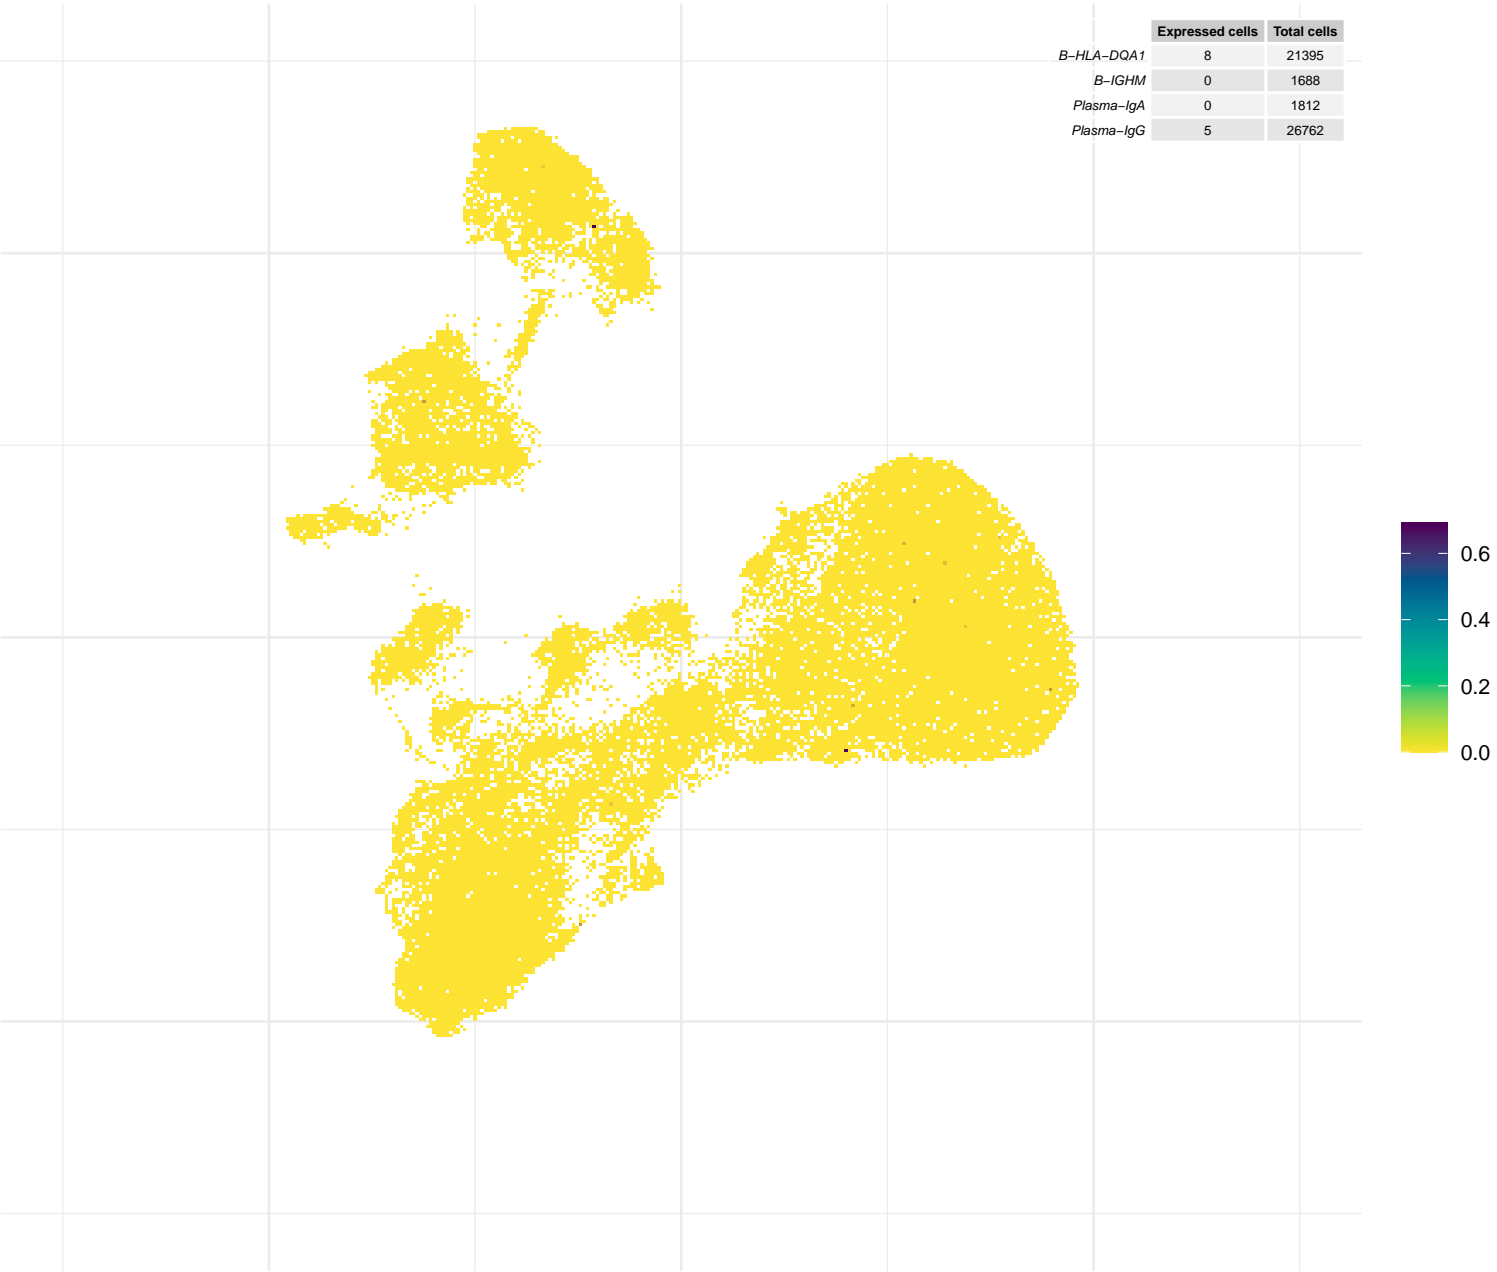 Expressed cells Total cells
B−HLA−DQA1 8 21395
B−IGHM 0 1688
Plasma−IgA 0 1812
Plasma−IgG 5 26762
0.6
0.4
0.2
0.0